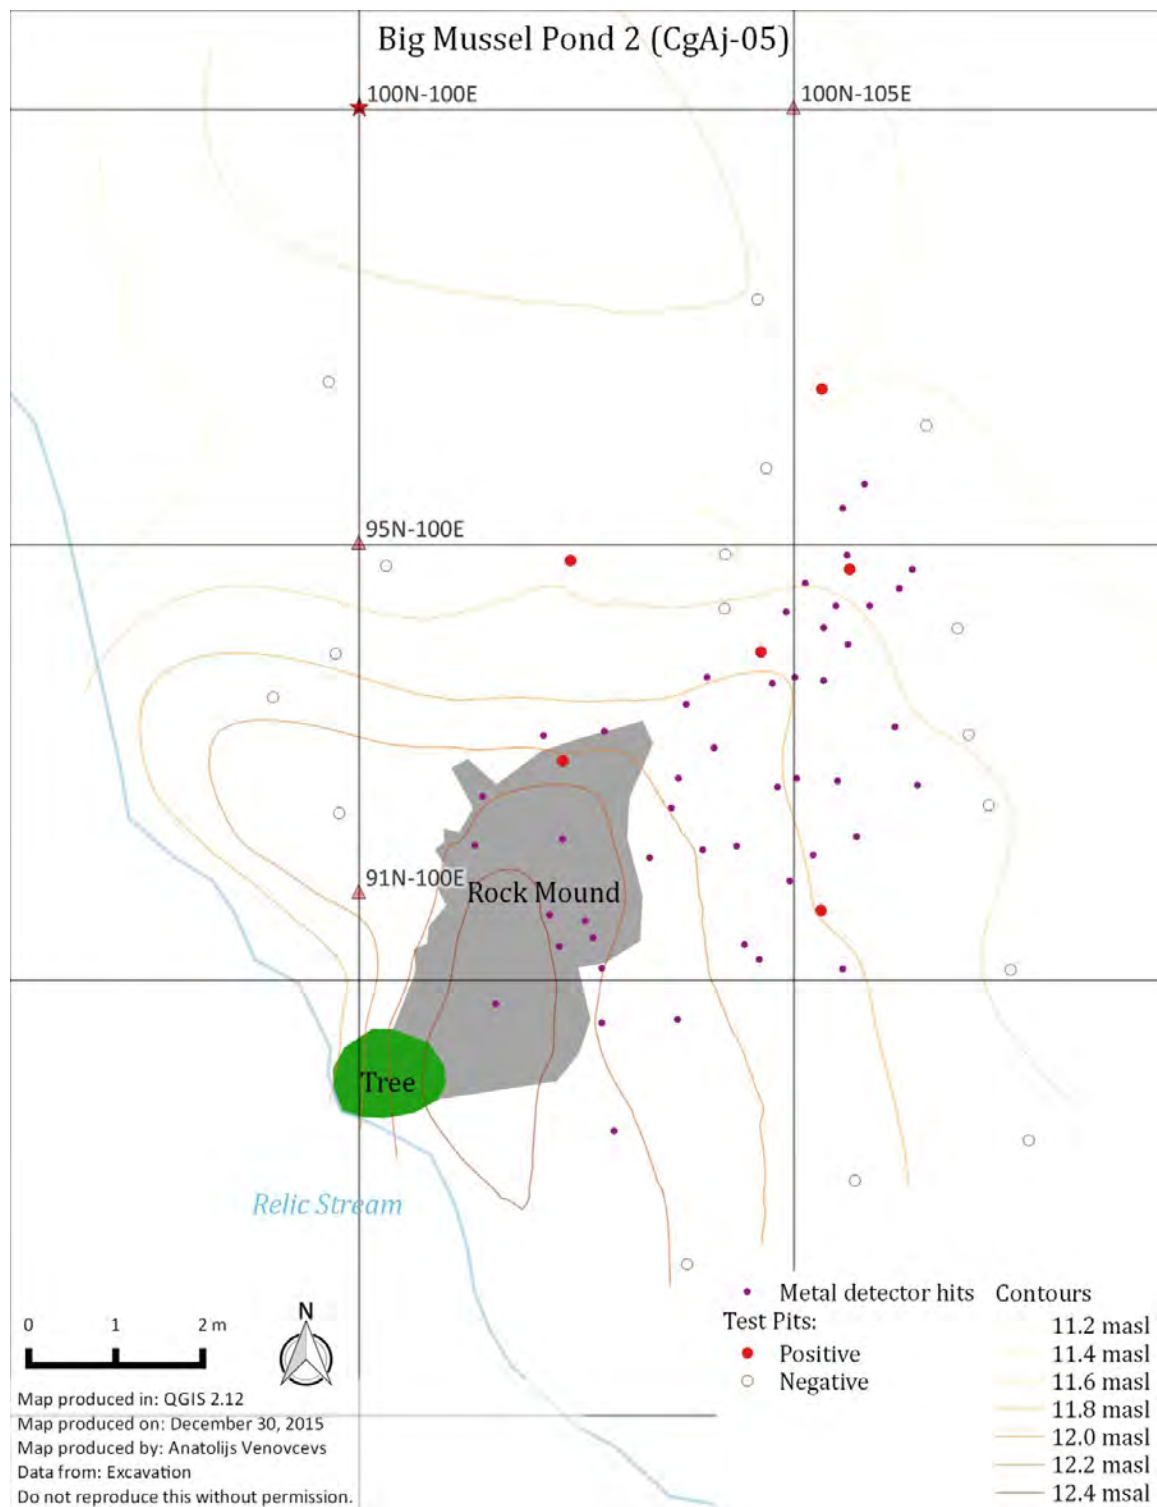 Big Mussel Pond 2 (CgAj-05)
100N-100E
100N-105E
95N-100E
91N-100E
Rock Mound
Tree
Relic Stream
N
0 1 2 m
Map produced in: QGIS 2.12
Map produced on: December 30, 2015
Map produced by: Anatolijs Venovcevs
Data from: Excavation
Do not reproduce this without permission.
Metal detector hits
Test Pits:
Positive
Negative
Contours
11.2 masl
11.4 masl
11.6 masl
11.8 masl
12.0 masl
12.2 masl
12.4 msal